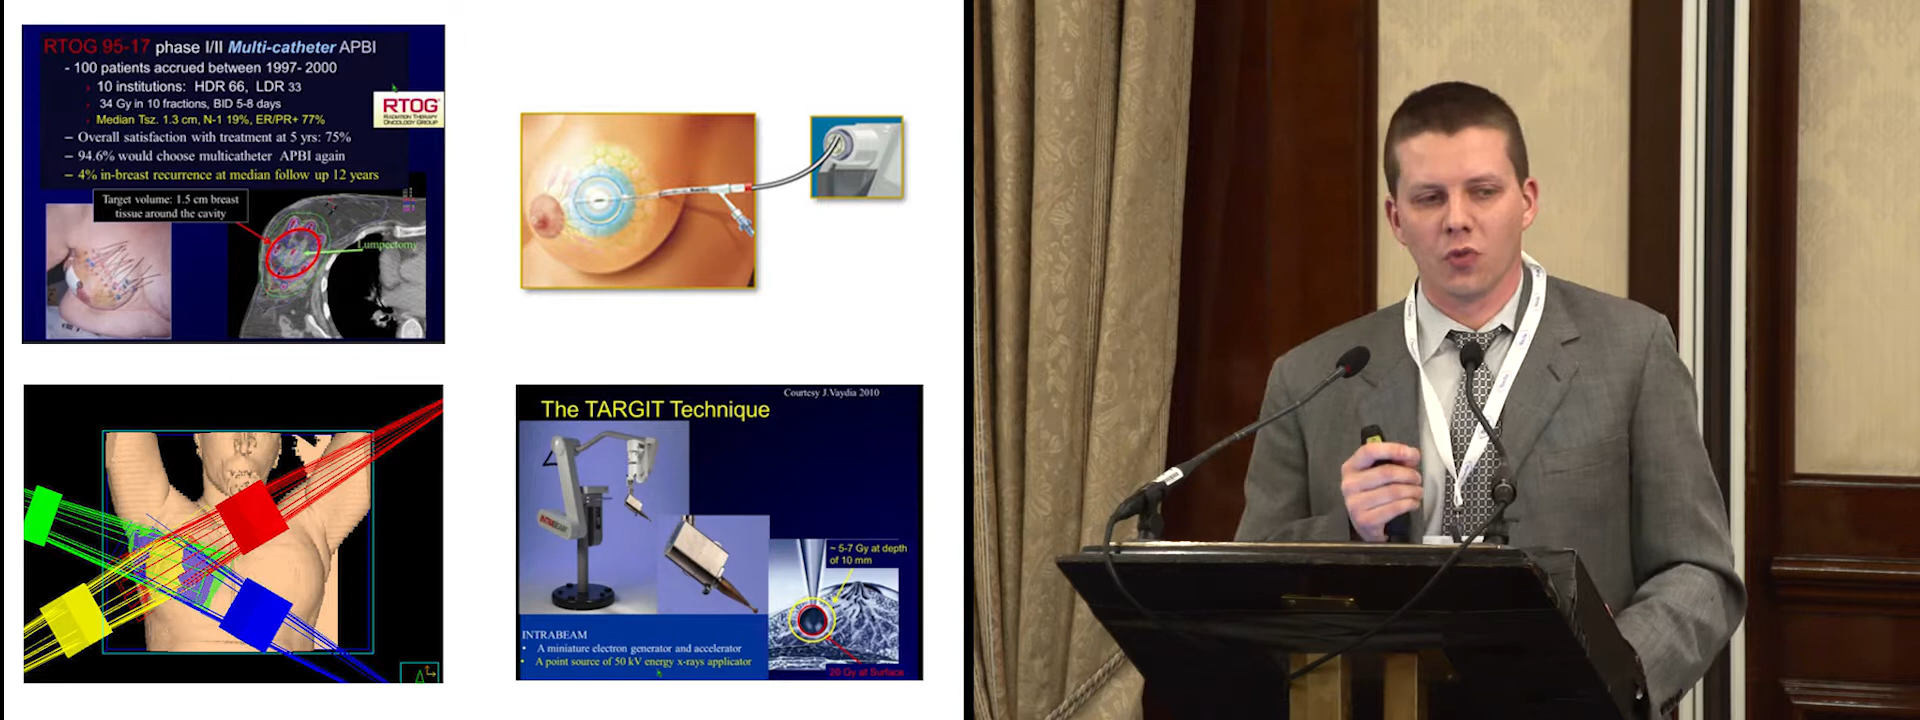 RTOG 95-17 phase I/II Multi-catheter APBI
- 100 patients accrued between 1997- 2000
10 institutions: HDR 66, LDR 33
34 Gy in 10 fractions, BID 5-8 days
Median Tsz. 1.3 cm, N-1 19%, ER/PR+ 77%
– Overall satisfaction with treatment at 5 yrs: 75%
– 94.6% would choose multicatheter APBI again
– 4% in-breast recurrence at median follow up 12 years
RTOG
RADIATION THERAPY
ONCOLOGY GROUP
Target volume: 1.5 cm breast
tissue around the cavity
Lumpectomy
Courtesy J.Vaydia 2010
The TARGIT Technique
~ 5-7 Gy at depth
of 10 mm
INTRABEAM
• A miniature electron generator and accelerator
• A point source of 50 kV energy x-rays applicator
20 Gy at Surface